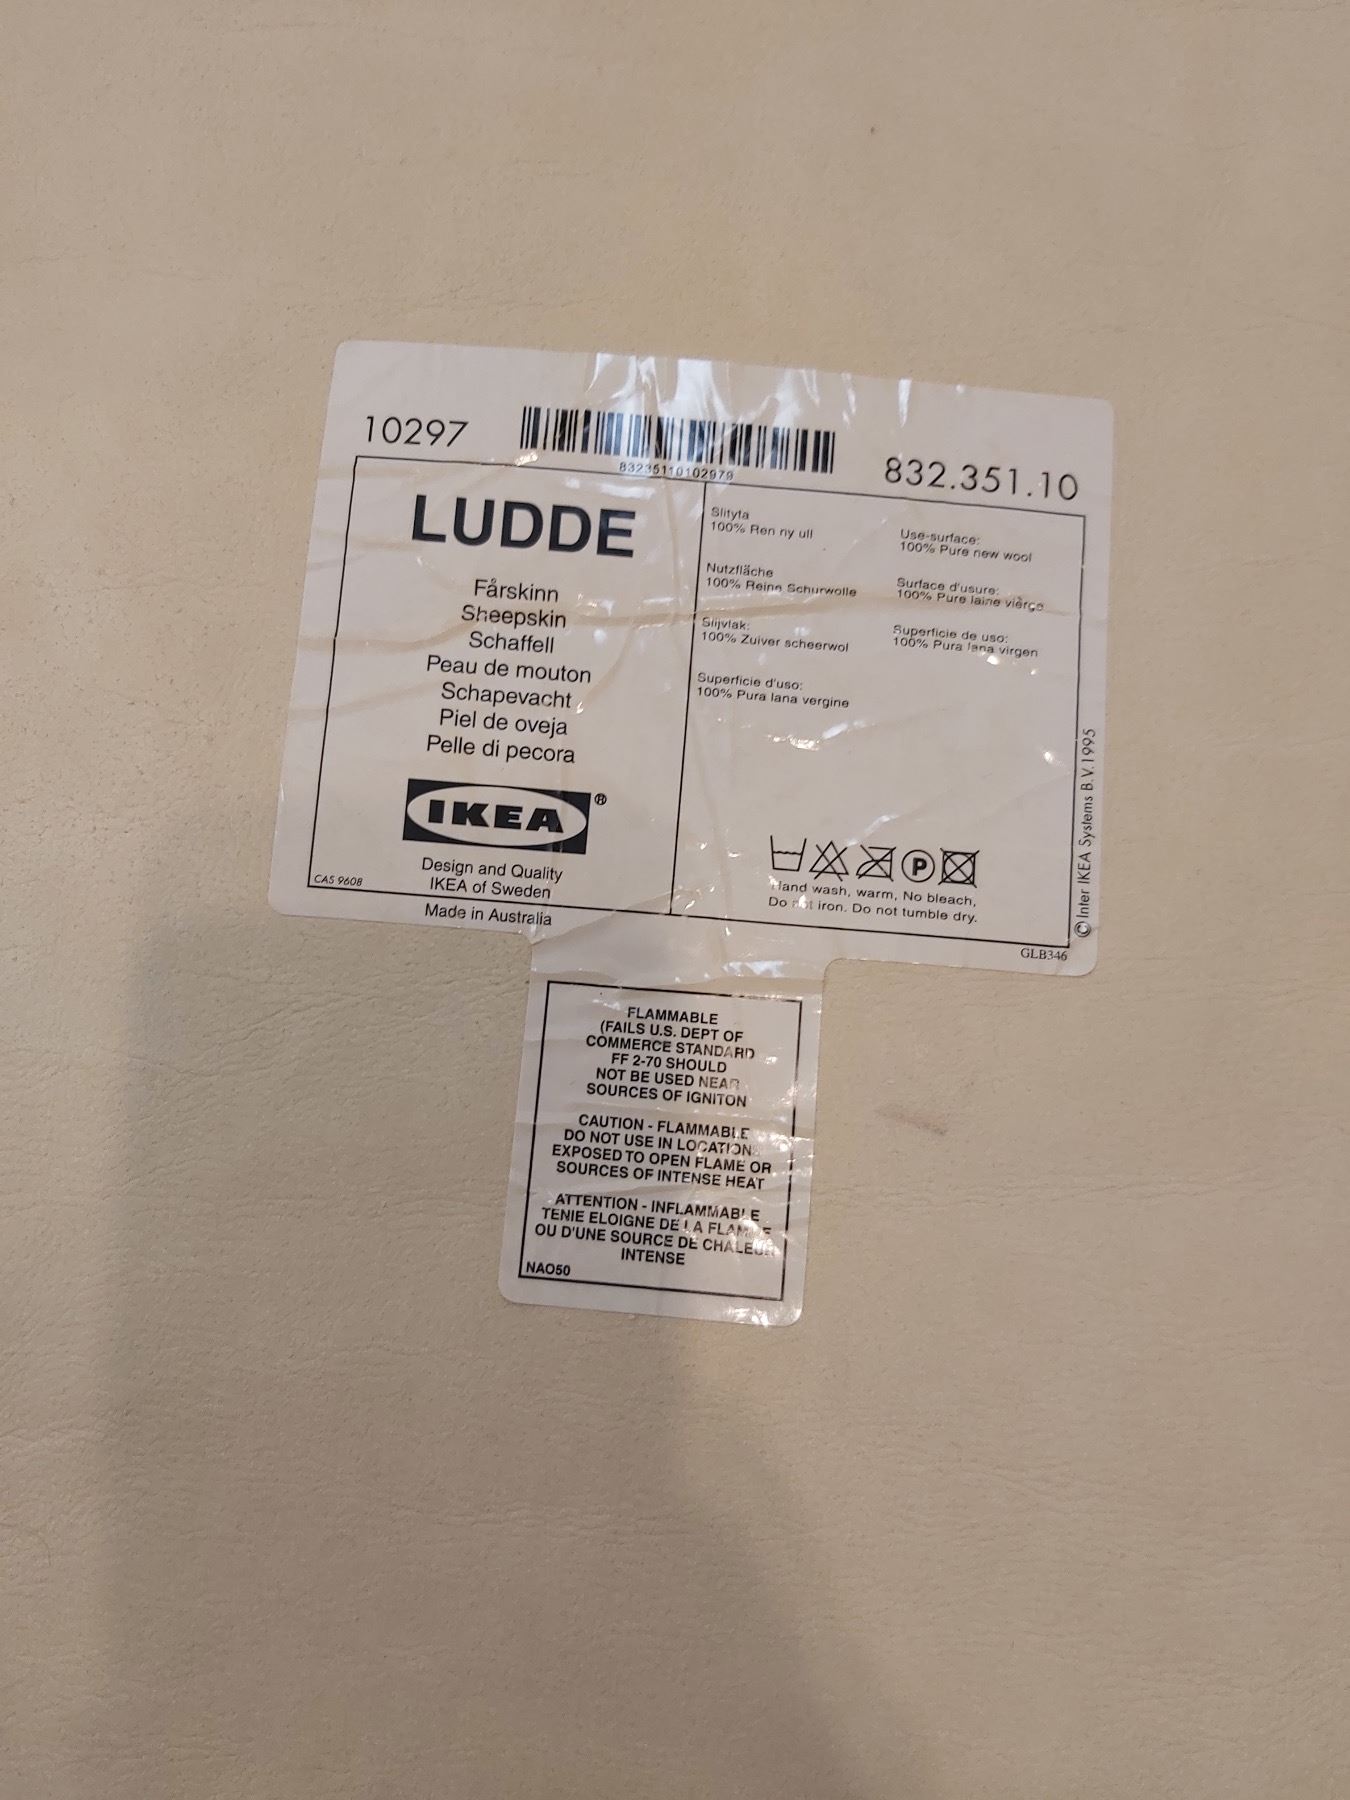 10297
83235110102979
832.351.10
LUDDE
Fårskinn
Sheepskin
Schaffell
Peau de mouton
Schapevacht
Piel de oveja
Pelle di pecora
IKEA ®
Design and Quality
IKEA of Sweden
CAS 9608
Made in Australia
Slityta
100% Ren ny ull
Nutzfläche
100% Reine Schurwolle
Slijvlak:
100% Zuiver scheerwol
Superficie d'uso:
100% Pura lana vergine
Use-surface:
100% Pure new wool
Surface d'usure:
100% Pure laine vièrge
Superficie de uso:
100% Pura lana virgen
P
Hand wash, warm, No bleach,
Do not iron. Do not tumble dry.
© Inter IKEA Systems B.V. 1995
GLB346
FLAMMABLE
(FAILS U.S. DEPT OF
COMMERCE STANDARD
FF 2-70 SHOULD
NOT BE USED NEAR
SOURCES OF IGNITON
CAUTION - FLAMMABLE
DO NOT USE IN LOCATION
EXPOSED TO OPEN FLAME OR
SOURCES OF INTENSE HEAT
ATTENTION - INFLAMMABLE
TENIE ELOIGNE DE LA FLAMME
OU D'UNE SOURCE DE CHALEUR
INTENSE
NAO50